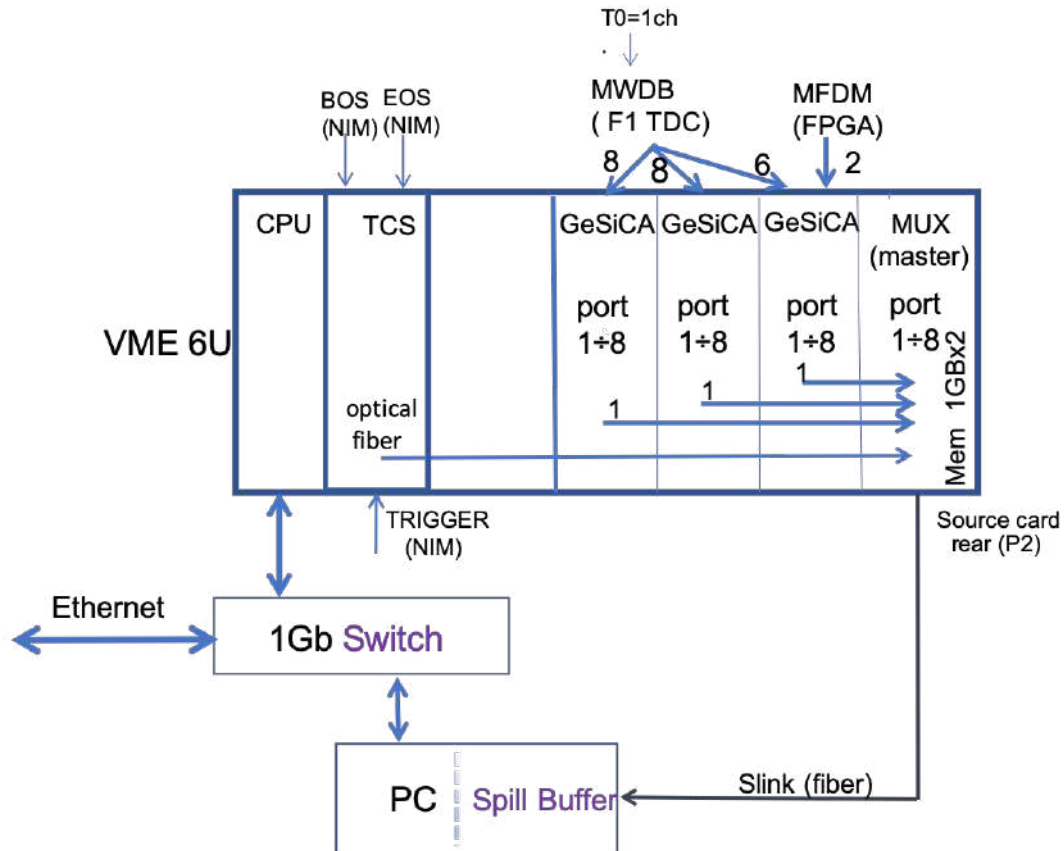 T0=1ch
.
BOS
(NIM)
EOS
(NIM)
MWDB
( F1 TDC)
MFDM
(FPGA)
8
8
6
2
VME 6U
CPU
TCS
GeSiCA
GeSiCA
GeSiCA
MUX
(master)
port
1÷8
port
1÷8
port
1÷8
port
1÷8
1
1
1
optical
fiber
Mem 1GBx2
TRIGGER
(NIM)
Source card
rear (P2)
Ethernet
1Gb Switch
PC
Spill Buffer
Slink (fiber)